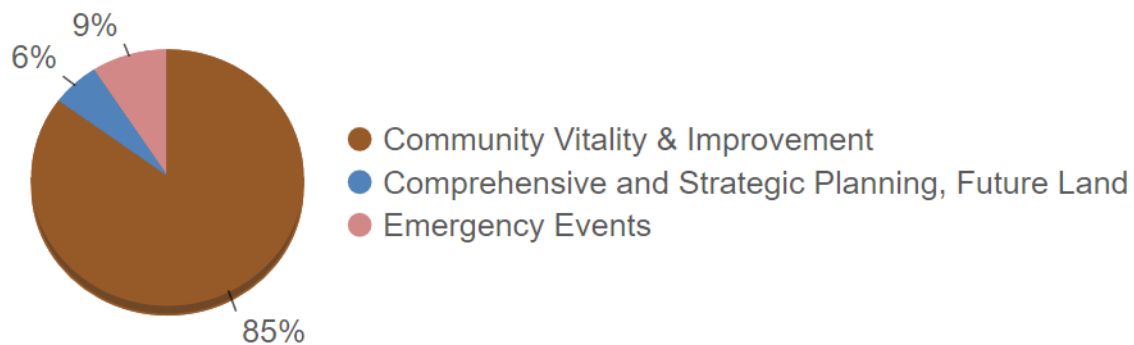 9%
6%
Community Vitality & Improvement
Comprehensive and Strategic Planning, Future Land
Emergency Events
85%